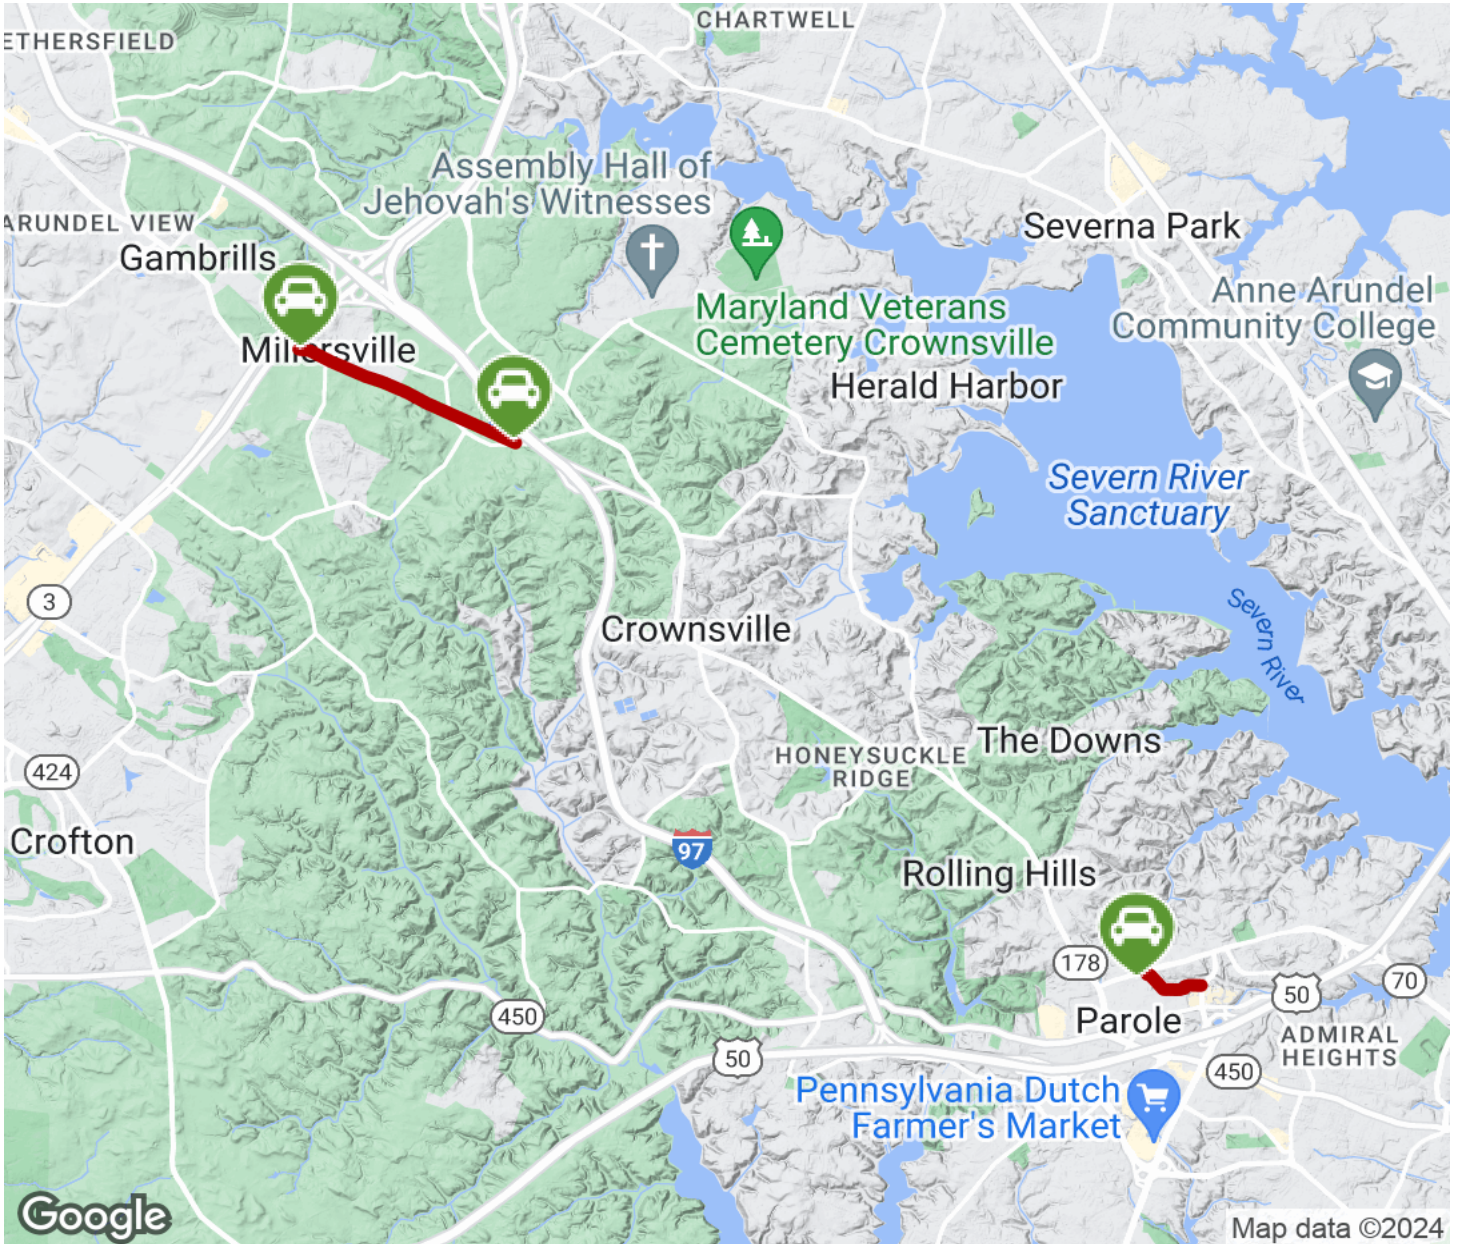 CHARTWELL
ETHERSFIELD
Assembly Hall of
Jehovah's Witnesses
ARUNDEL VIEW
Gambrills
Severna Park
Maryland Veterans
Cemetery Crownsville
Anne Arundel
Community College
Millersville
Herald Harbor
Severn River
Sanctuary
3
Severn River
Crownsville
The Downs
HONEYSUCKLE
RIDGE
424
Crofton
97
Rolling Hills
178
70
50
450
Parole
ADMIRAL
HEIGHTS
50
450
Pennsylvania Dutch
Farmer's Market
Google
Map data ©2024